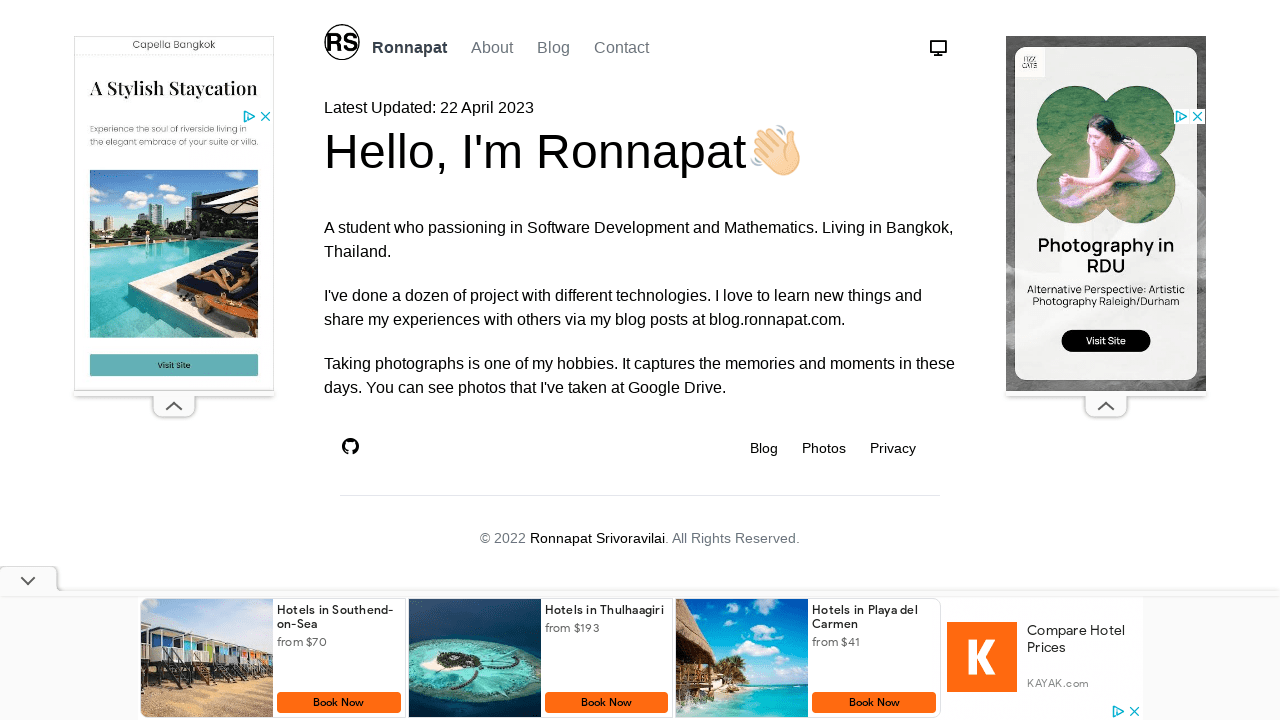 RS
Ronnapat
About
Blog
Contact
Latest Updated: 22 April 2023
Hello, I'm Ronnapat👋🏻
A student who passioning in Software Development and Mathematics. Living in Bangkok,
Thailand.
I've done a dozen of project with different technologies. I love to learn new things and
share my experiences with others via my blog posts at blog.ronnapat.com.
Taking photographs is one of my hobbies. It captures the memories and moments in these
days. You can see photos that I've taken at Google Drive.
Blog
Photos
Privacy
© 2022 Ronnapat Srivoravilai. All Rights Reserved.
Capella Bangkok
A Stylish Staycation
Experience the soul of riverside living in
the elegant embrace of your suite or villa.
Visit Site
Photography in
RDU
Alternative Perspective: Artistic
Photography Raleigh/Durham
Visit Site
Hotels in Southend-
on-Sea
from $70
Book Now
Hotels in Thulhaagiri
from $193
Book Now
Hotels in Playa del
Carmen
from $41
Book Now
K
Compare Hotel
Prices
KAYAK.com